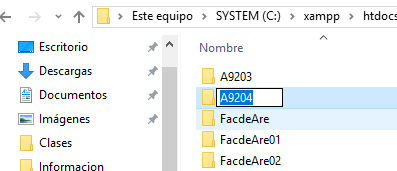 Este equipo > SYSTEM (C:) > xampp > htdocs
Escritorio
Descargas
Documentos
Imágenes
Clases
Informacion
Nombre
A9203
A9204
FacdeAre
FacdeAre01
FacdeAre02